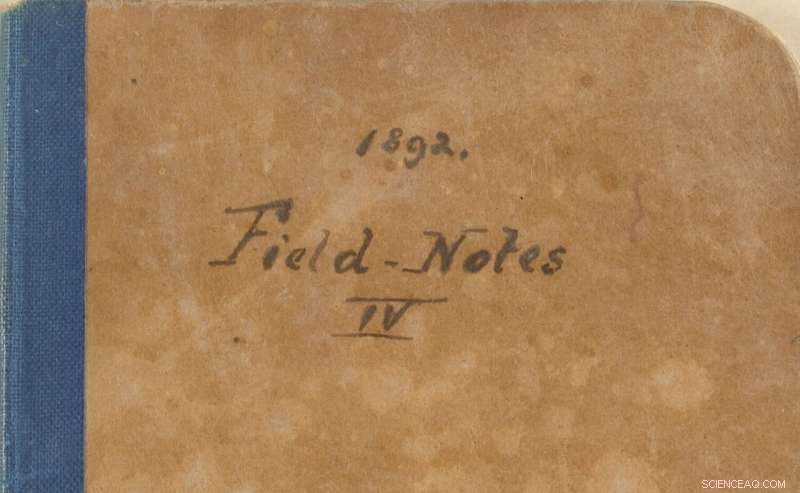 1892.
Field-Notes
IV
SCIENCEAQ.COM